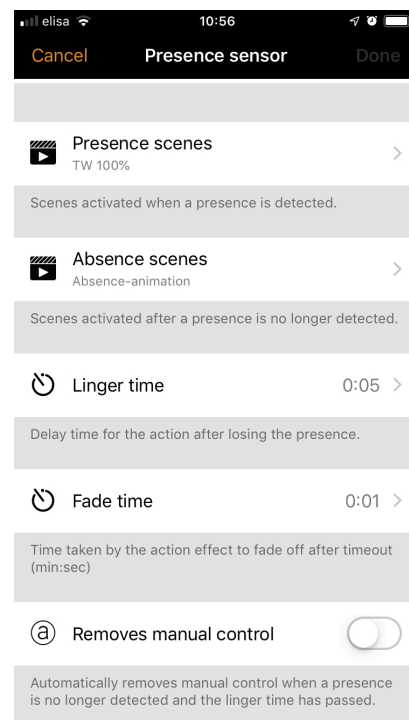 elisa 10:56
Cancel Presence sensor Done
Presence scenes
TW 100%
Scenes activated when a presence is detected.
Absence scenes
Absence-animation
Scenes activated after a presence is no longer detected.
Linger time 0:05
Delay time for the action after losing the presence.
Fade time 0:01
Time taken by the action effect to fade off after timeout
(min:sec)
a Removes manual control
Automatically removes manual control when a presence
is no longer detected and the linger time has passed.